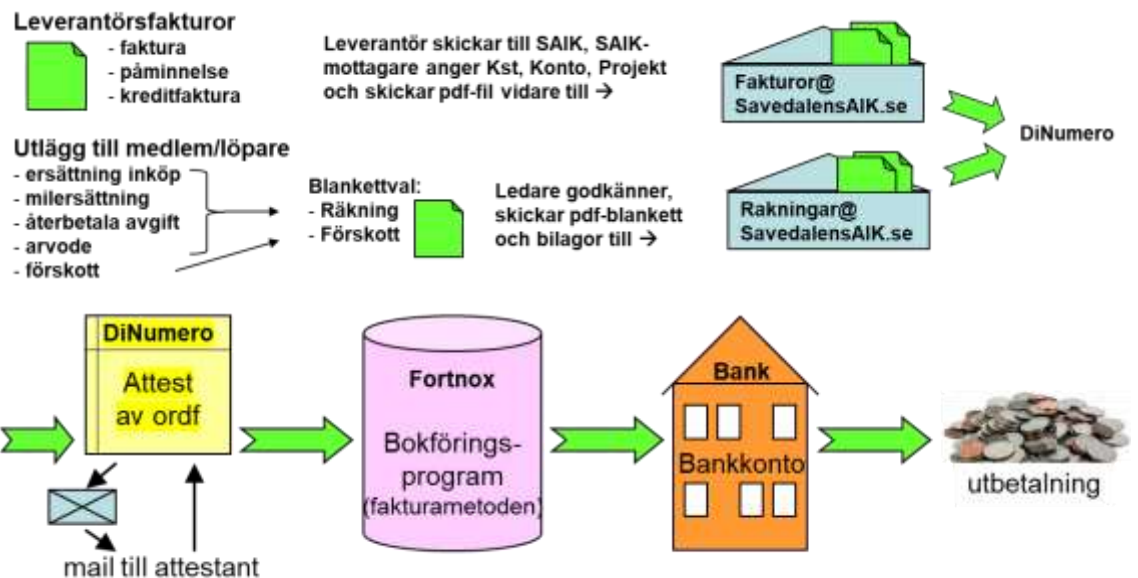 Leverantörsfakturor
- faktura
- påminnelse
- kreditfaktura
Leverantör skickar till SAIK, SAIK-
mottagare anger Kst, Konto, Projekt
och skickar pdf-fil vidare till →
Fakturor@
SavedalensAIK.se
DiNumero
Utlägg till medlem/löpare
- ersättning inköp
- milersättning
- återbetala avgift
- arvode
- förskott
Blankettval:
- Räkning
- Förskott
Ledare godkänner,
skickar pdf-blankett
och bilagor till →
Rakningar@
SavedalensAIK.se
DiNumero
Attest
av ordf
mail till attestant
Fortnox
Bokförings-
program
(fakturametoden)
Bank
Bankkonto
utbetalning